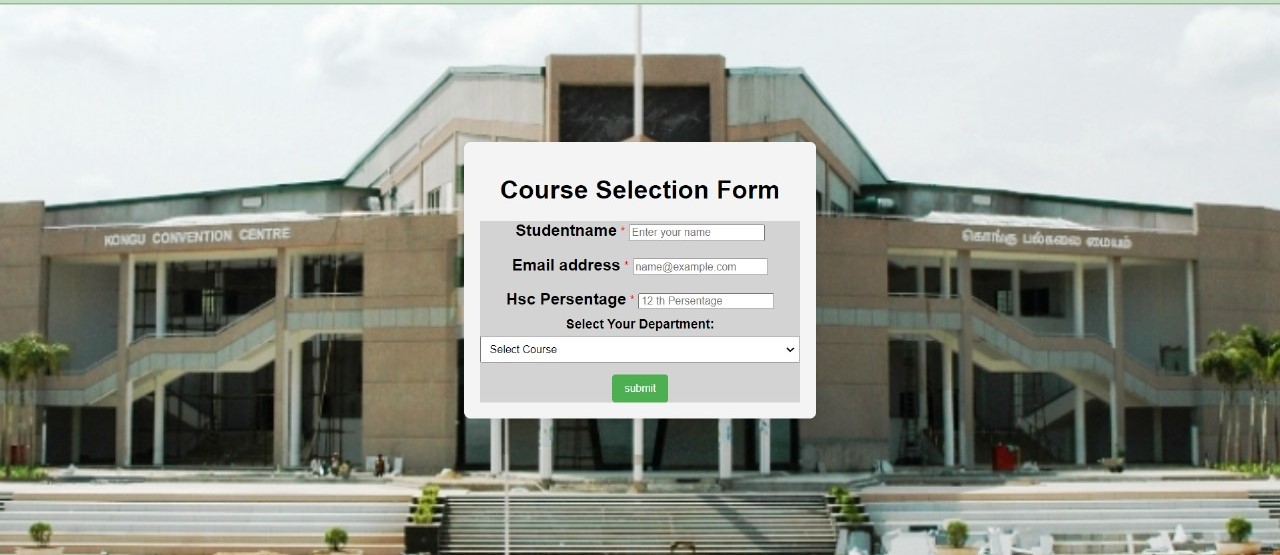 Course Selection Form
KONGU CONVENTION CENTRE
கொங்கு பல்கலை மையம்
Studentname * Enter your name
Email address * name@example.com
Hsc Persentage * 12 th Persentage
Select Your Department:
Select Course
submit